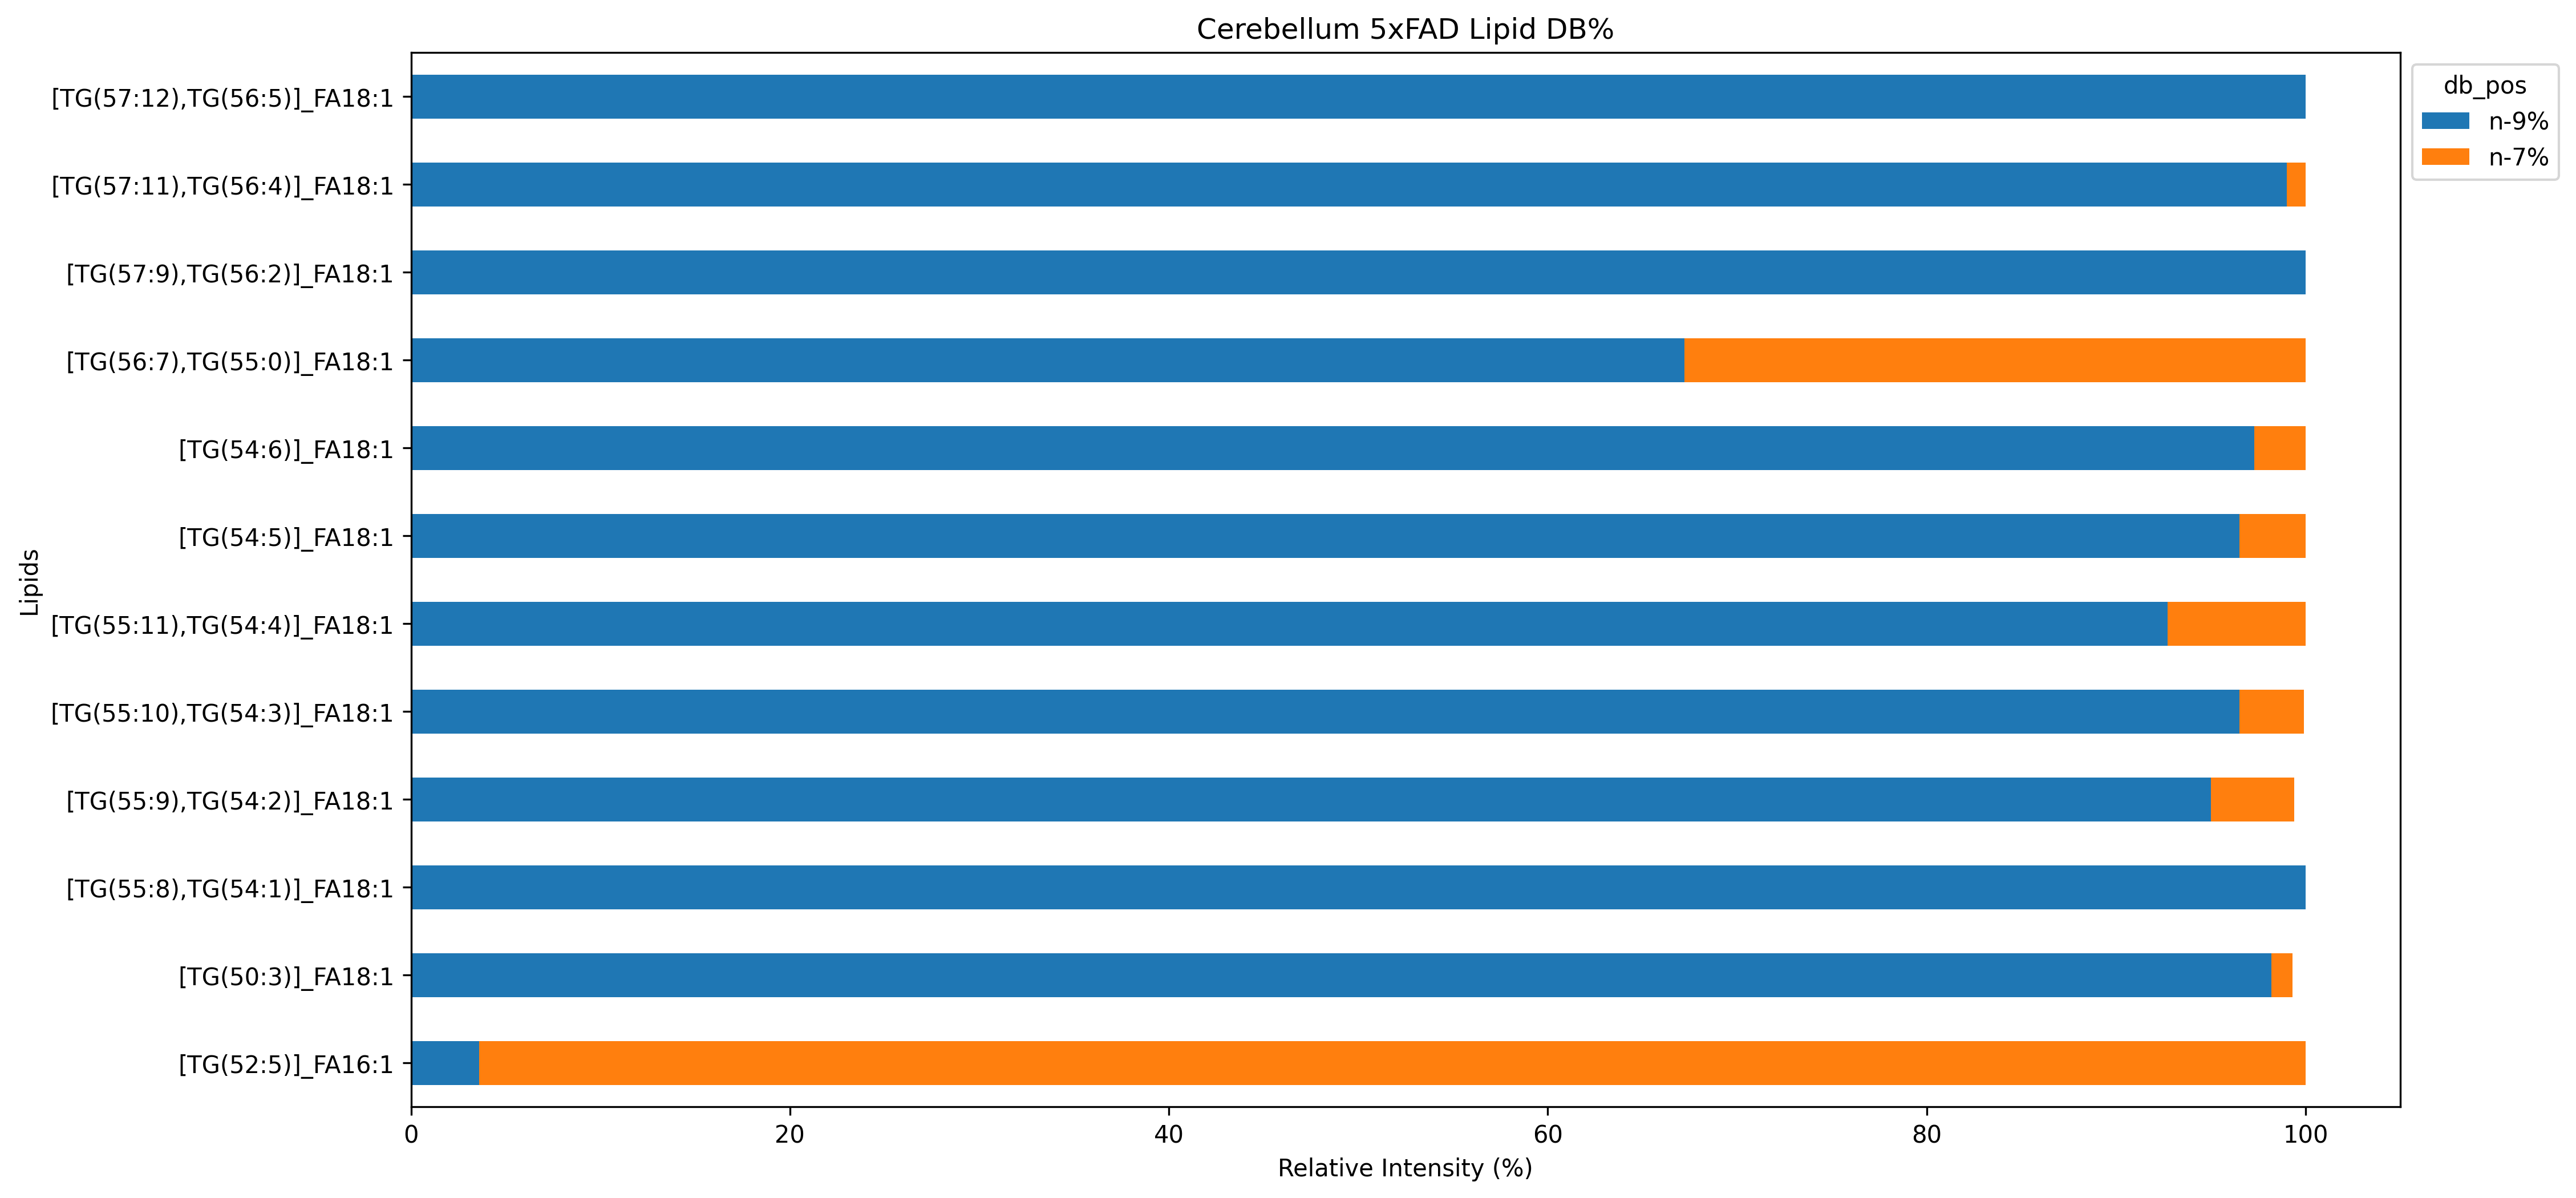 Cerebellum 5xFAD Lipid DB%
db_pos
n-9%
n-7%
Lipids
[TG(57:12),TG(56:5)]_FA18:1
[TG(57:11),TG(56:4)]_FA18:1
[TG(57:9),TG(56:2)]_FA18:1
[TG(56:7),TG(55:0)]_FA18:1
[TG(54:6)]_FA18:1
[TG(54:5)]_FA18:1
[TG(55:11),TG(54:4)]_FA18:1
[TG(55:10),TG(54:3)]_FA18:1
[TG(55:9),TG(54:2)]_FA18:1
[TG(55:8),TG(54:1)]_FA18:1
[TG(50:3)]_FA18:1
[TG(52:5)]_FA16:1
0 20 40 60 80 100
Relative Intensity (%)